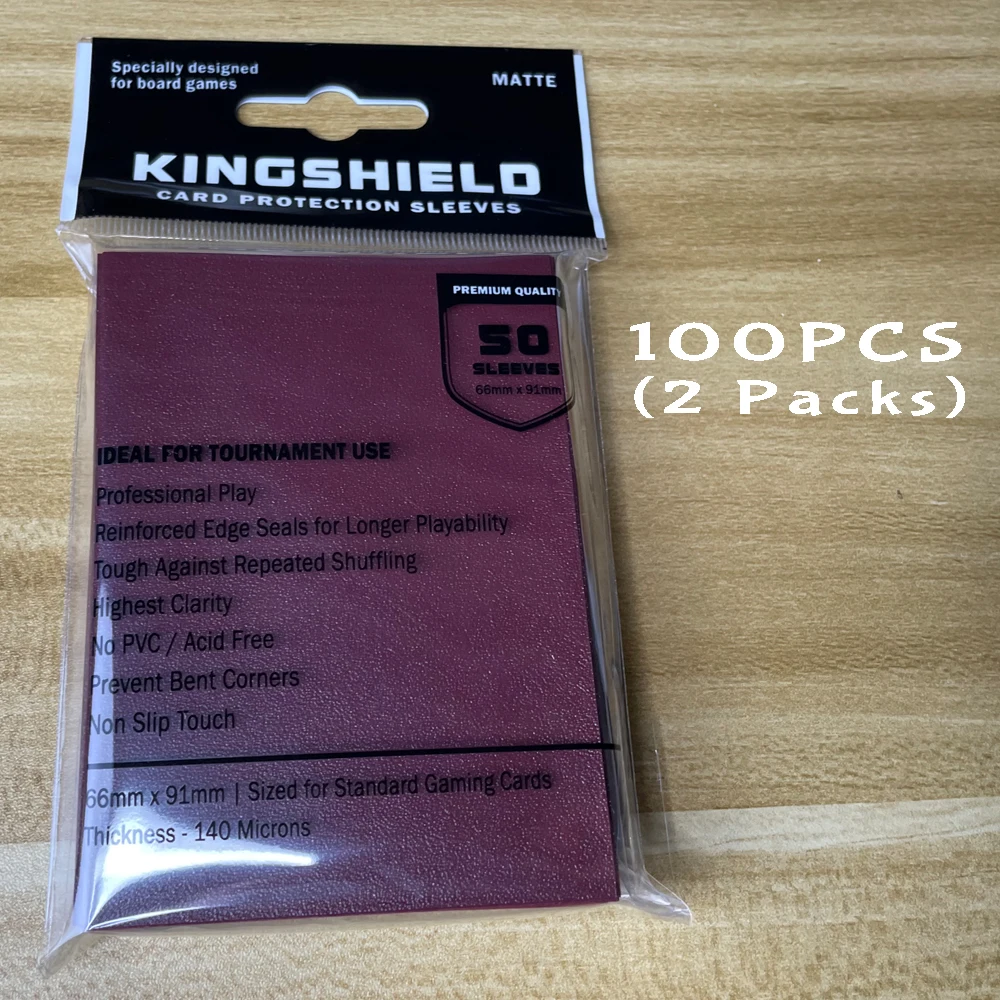 Specially designed
for board games
MATTE
KINGSHIELD
CARD PROTECTION SLEEVES
PREMIUM QUALITY
50
SLEEVES
66mm x 91mm
100PCS
(2 Packs)
IDEAL FOR TOURNAMENT USE
Professional Play
Reinforced Edge Seals for Longer Playability
Tough Against Repeated Shuffling
Highest Clarity
No PVC / Acid Free
Prevent Bent Corners
Non Slip Touch
66mm x 91mm | Sized for Standard Gaming Cards
Thickness - 140 Microns